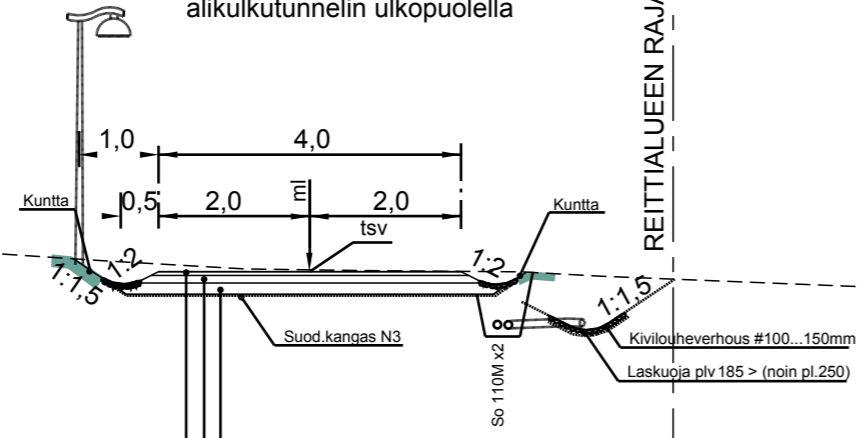 alikulkutunnelin ulkopuolella
REITTIALUEEN RAJA
1,0
4,0
0,5
2,0
ml
2,0
Kuntta
Kuntta
tsv
1:1,5
1:2
1:2
1:1,5
Suod.kangas N3
So 110M x2
Kivilouheverhous #100...150mm
Laskuoja plv 185 > (noin pl.250)